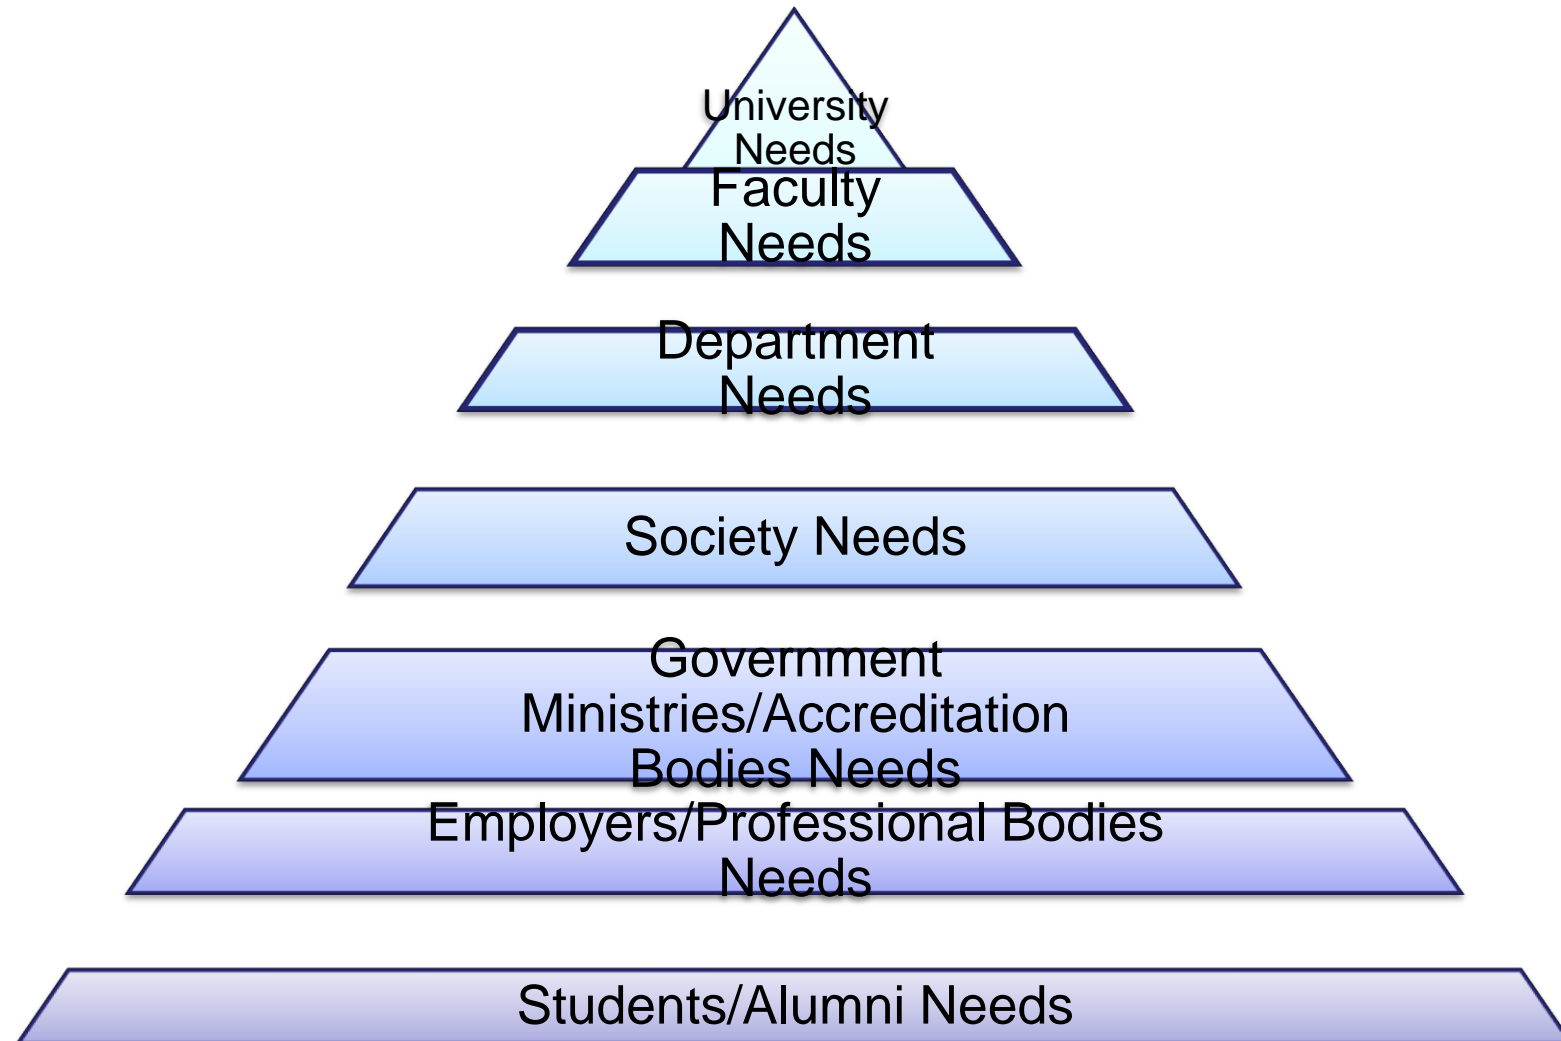 University
Needs
Faculty
Needs
Department
Needs
Society Needs
Government
Ministries/Accreditation
Bodies Needs
Employers/Professional Bodies
Needs
Students/Alumni Needs